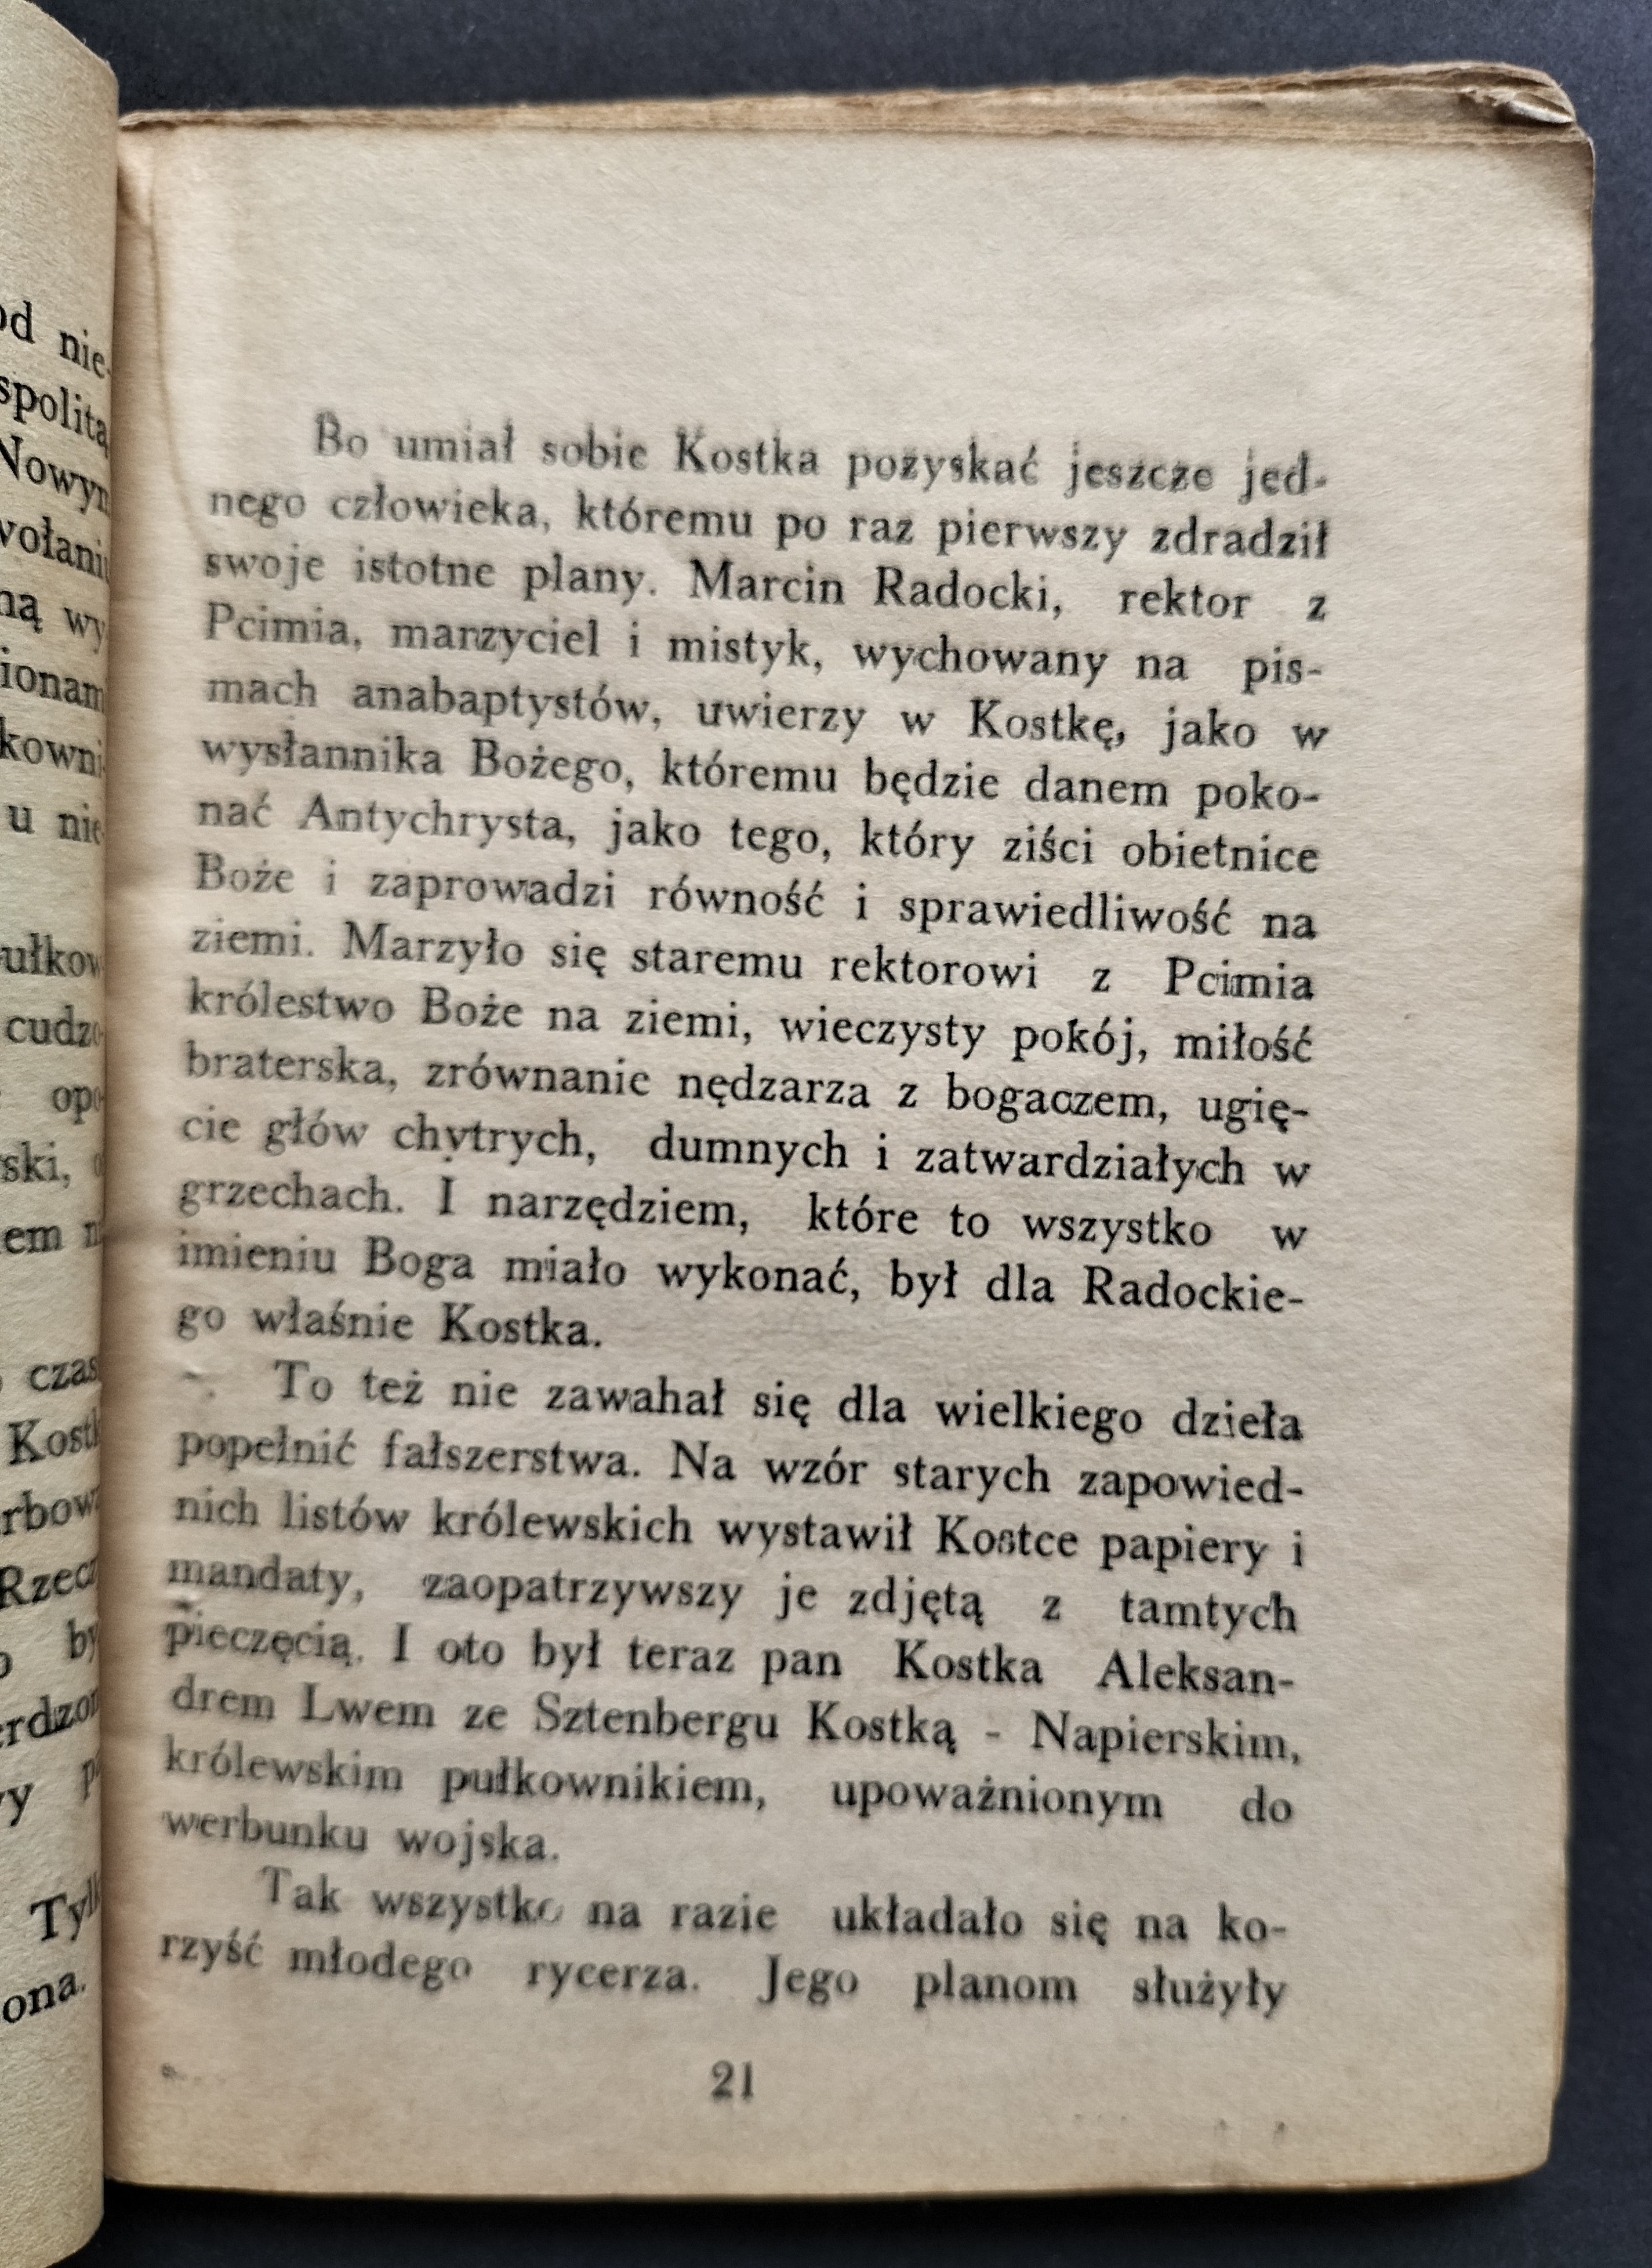 Bo umiał sobie Kostka pozyskać jeszcze jed-
nego człowieka, któremu po raz pierwszy zdradził
swoje istotne plany. Marcin Radocki, rektor z
Pcimia, marzyciel i mistyk, wychowany na pis-
mach anabaptystów, uwierzy w Kostkę, jako w
wysłannika Bożego, któremu będzie danem poko-
nać Antychrysta, jako tego, który ziści obietnice
Boże i zaprowadzi równość i sprawiedliwość na
ziemi. Marzyło się staremu rektorowi z Pcimia
królestwo Boże na ziemi, wieczysty pokój, miłość
braterska, zrównanie nędzarza z bogaczem, ugię-
cie głów chytrych, dumnych i zatwardziałych w
grzechach. I narzędziem, które to wszystko w
imieniu Boga miało wykonać, był dla Radockie-
go właśnie Kostka.
To też nie zawahał się dla wielkiego dzieła
popełnić fałszerstwa. Na wzór starych zapowied-
nich listów królewskich wystawił Kostce papiery i
mandaty, zaopatrzywszy je zdjętą z tamtych
pieczęcią. I oto był teraz pan Kostka Aleksan-
drem Lwem ze Sztenbergu Kostką - Napierskim,
królewskim pułkownikiem, upoważnionym do
werbunku wojska.
Tak wszystko na razie układało się na ko-
rzyść młodego rycerza. Jego planom służyły
21